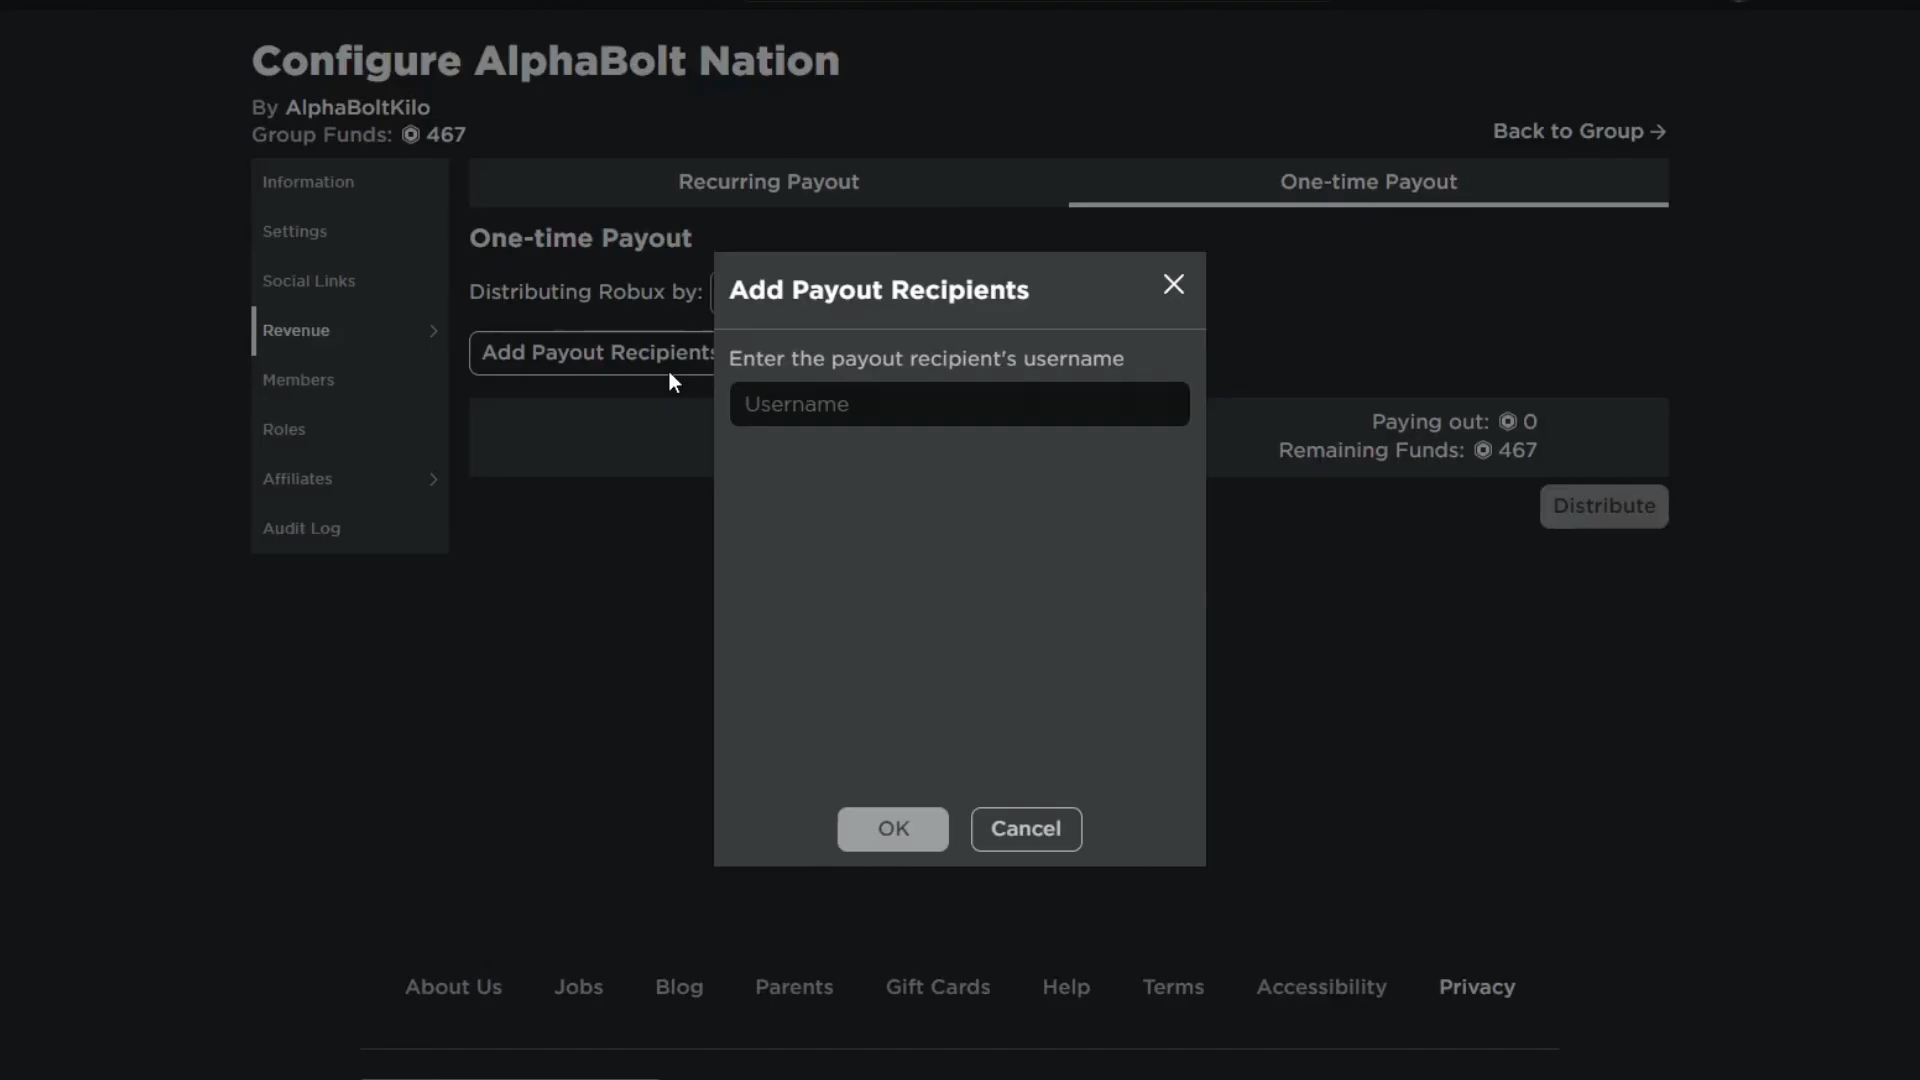 Configure AlphaBolt Nation
By AlphaBoltKilo
Group Funds: 467
Back to Group →
Information
Settings
Social Links
Revenue
Members
Roles
Affiliates
Audit Log
Recurring Payout
One-time Payout
One-time Payout
Distributing Robux by:
Add Payout Recipients
Add Payout Recipients
Enter the payout recipient's username
Username
OK
Cancel
Paying out: 0
Remaining Funds: 467
Distribute
About Us Jobs Blog Parents Gift Cards Help Terms Accessibility Privacy